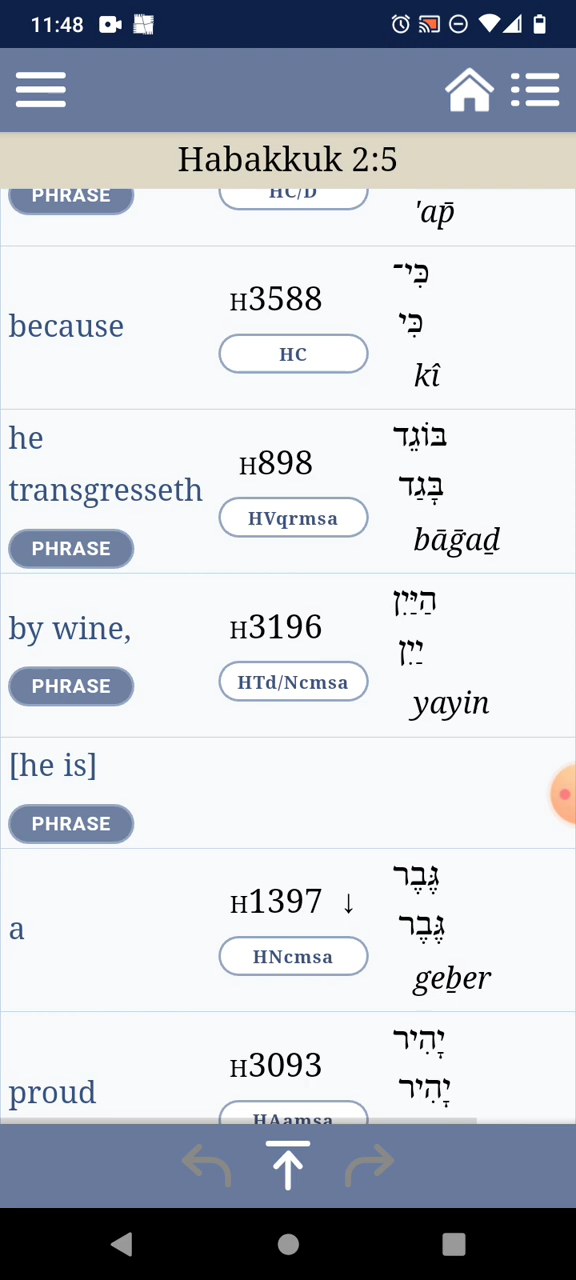 11:48
Habakkuk 2:5
PHRASE
HC/D
'ap̄
because
H3588
HC
כִּי־
כִּי
kî
he
transgresseth
PHRASE
H898
HVqrmsa
בּוֹגֵד
בָּגַד
bāḡaḏ
by wine,
PHRASE
H3196
HTd/Ncmsa
הַיַּיִן
יַיִן
yayin
[he is]
PHRASE
a
H1397 ↓
HNcmsa
גֶּבֶר
גֶּבֶר
geḇer
proud
H3093
HAamsa
יָהִיר
יָהִיר